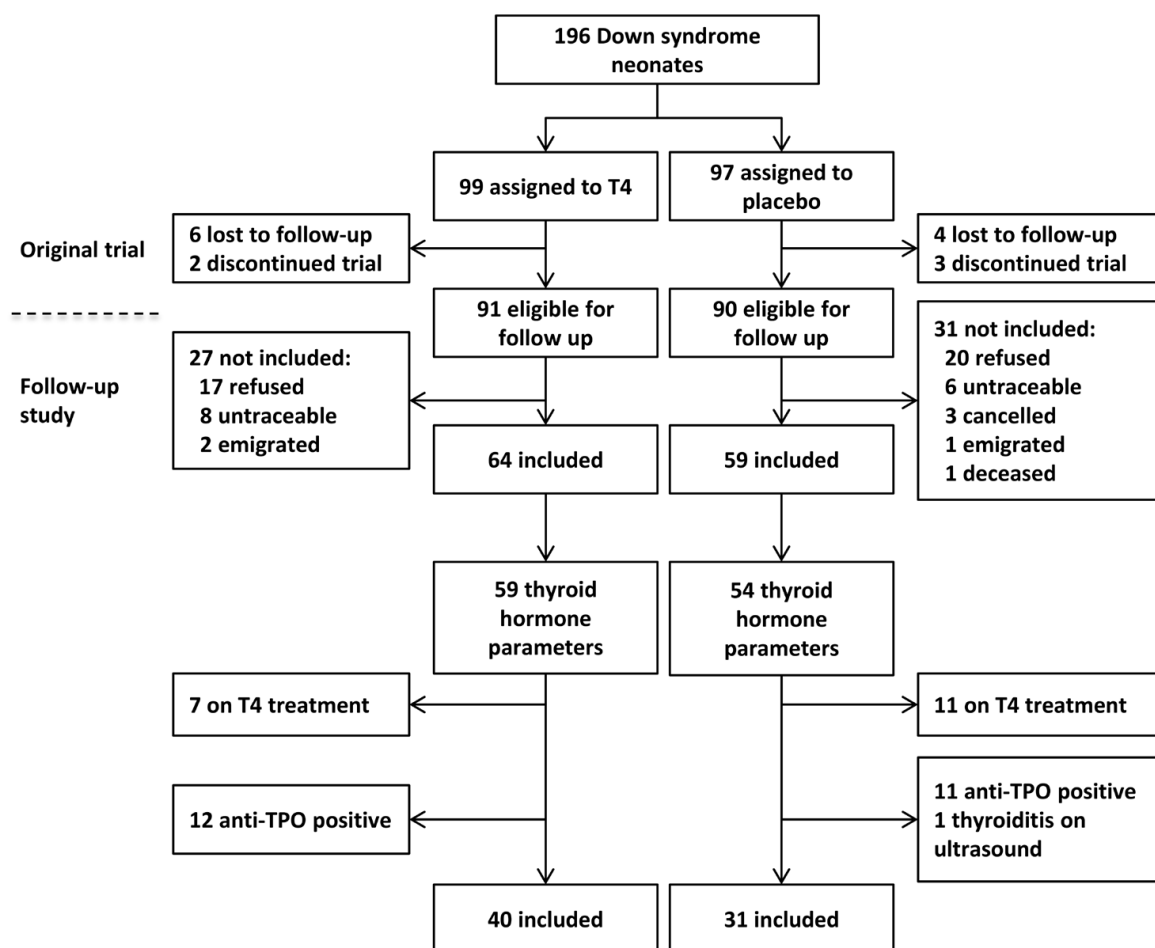 196 Down syndrome
neonates
99 assigned to T4
97 assigned to
placebo
Original trial
6 lost to follow-up
2 discontinued trial
4 lost to follow-up
3 discontinued trial
91 eligible for
follow up
90 eligible for
follow up
Follow-up
study
27 not included:
17 refused
8 untraceable
2 emigrated
31 not included:
20 refused
6 untraceable
3 cancelled
1 emigrated
1 deceased
64 included
59 included
59 thyroid
hormone
parameters
54 thyroid
hormone
parameters
7 on T4 treatment
11 on T4 treatment
12 anti-TPO positive
11 anti-TPO positive
1 thyroiditis on
ultrasound
40 included
31 included